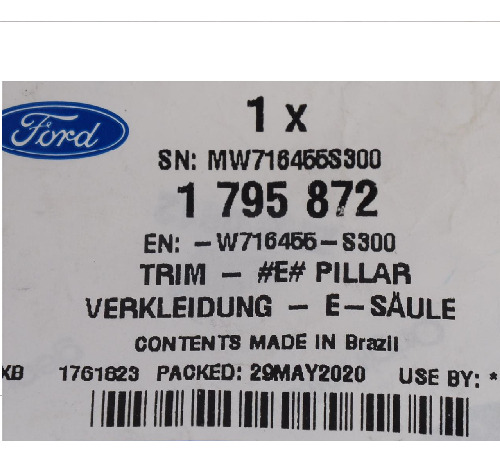 Ford
1 x
SN: MW716455S300
1 795 872
EN: -W716455-S300
TRIM - #E# PILLAR
VERKLEIDUNG - E-SÄULE
CONTENTS MADE IN Brazil
XB 1761823 PACKED: 29MAY2020 USE BY: *